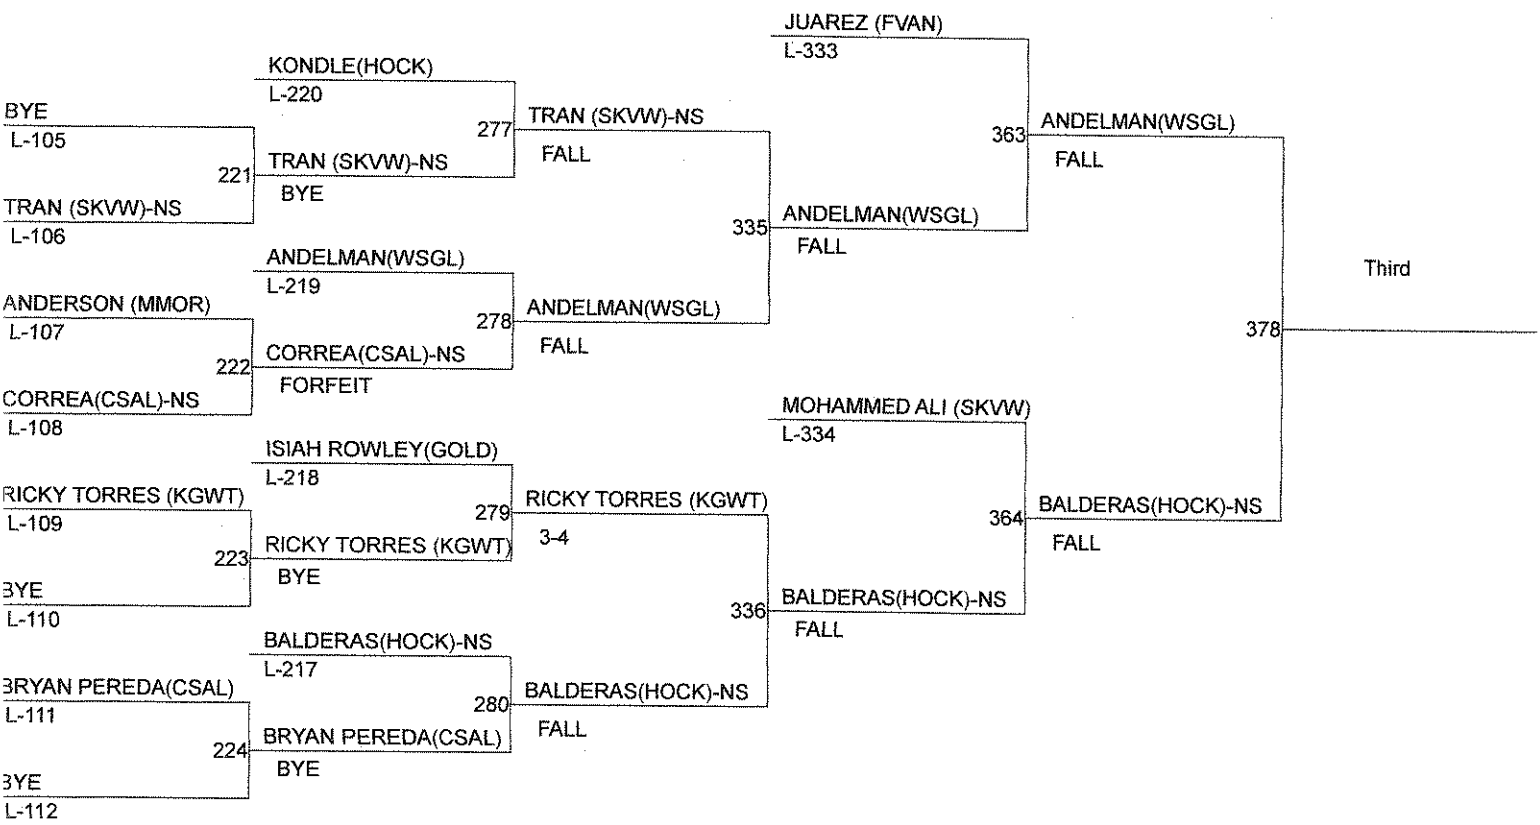 JUAREZ (FVAN)
L-333
KONDLE(HOCK)
L-220
BYE
L-105
277
TRAN (SKVW)-NS
FALL
363
ANDELMAN(WSGL)
FALL
221
TRAN (SKVW)-NS
BYE
TRAN (SKVW)-NS
L-106
335
ANDELMAN(WSGL)
FALL
ANDELMAN(WSGL)
L-219
Third
ANDERSON (MMOR)
L-107
278
ANDELMAN(WSGL)
FALL
378
222
CORREA(CSAL)-NS
FORFEIT
CORREA(CSAL)-NS
L-108
MOHAMMED ALI (SKVW)
L-334
ISIAH ROWLEY(GOLD)
L-218
RICKY TORRES (KGWT)
L-109
279
RICKY TORRES (KGWT)
3-4
364
BALDERAS(HOCK)-NS
FALL
223
RICKY TORRES (KGWT)
BYE
BYE
L-110
336
BALDERAS(HOCK)-NS
FALL
BALDERAS(HOCK)-NS
L-217
BRYAN PEREDA(CSAL)
L-111
280
BALDERAS(HOCK)-NS
FALL
224
BRYAN PEREDA(CSAL)
BYE
BYE
L-112